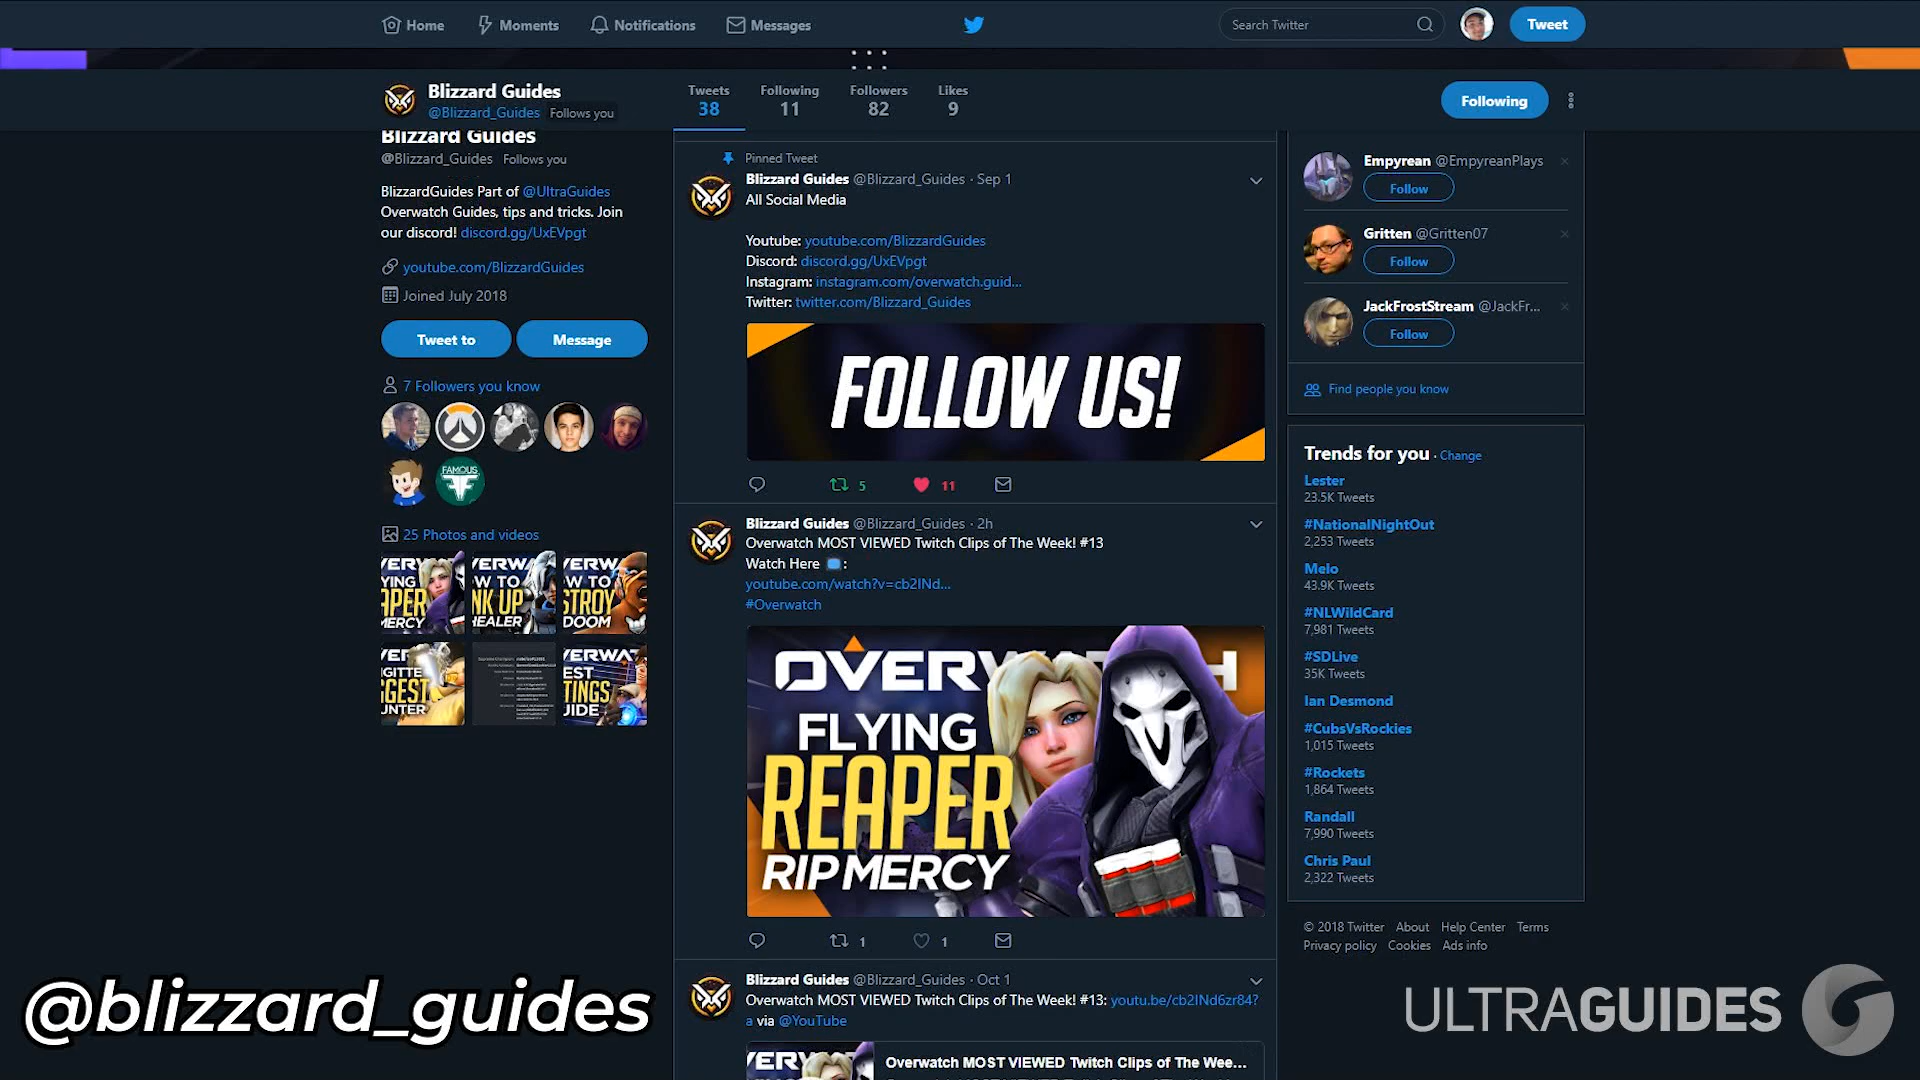 Home
Moments
Notifications
Messages
Search Twitter
Tweet
Blizzard Guides
@Blizzard_Guides Follows you
Tweets
38
Following
11
Followers
82
Likes
9
Following
Blizzard Guides
@Blizzard_Guides Follows you
BlizzardGuides Part of @UltraGuides
Overwatch Guides, tips and tricks. Join
our discord! discord.gg/UxEVpgt
youtube.com/BlizzardGuides
Joined July 2018
Tweet to
Message
7 Followers you know
FAMOUS
25 Photos and videos
Pinned Tweet
Blizzard Guides @Blizzard_Guides · Sep 1
All Social Media
Youtube: youtube.com/BlizzardGuides
Discord: discord.gg/UxEVpgt
Instagram: instagram.com/overwatch.guid...
Twitter: twitter.com/Blizzard_Guides
FOLLOW US!
5
11
Blizzard Guides @Blizzard_Guides · 2h
Overwatch MOST VIEWED Twitch Clips of The Week! #13
Watch Here :
youtube.com/watch?v=cb2INd...
#Overwatch
FLYING
REAPER
RIP MERCY
1
1
Blizzard Guides @Blizzard_Guides · Oct 1
Overwatch MOST VIEWED Twitch Clips of The Week! #13: youtu.be/cb2INd6zr84?
a via @YouTube
Overwatch MOST VIEWED Twitch Clips of The Wee...
Empyrean @EmpyreanPlays
Follow
Gritten @Gritten07
Follow
JackFrostStream @JackFr...
Follow
Find people you know
Trends for you · Change
Lester
23.5K Tweets
#NationalNightOut
2,253 Tweets
Melo
43.9K Tweets
#NLWildCard
7,981 Tweets
#SDLive
35K Tweets
Ian Desmond
#CubsVsRockies
1,015 Tweets
#Rockets
1,864 Tweets
Randall
7,990 Tweets
Chris Paul
2,322 Tweets
© 2018 Twitter About Help Center Terms
Privacy policy Cookies Ads info
@blizzard_guides
ULTRAGUIDES